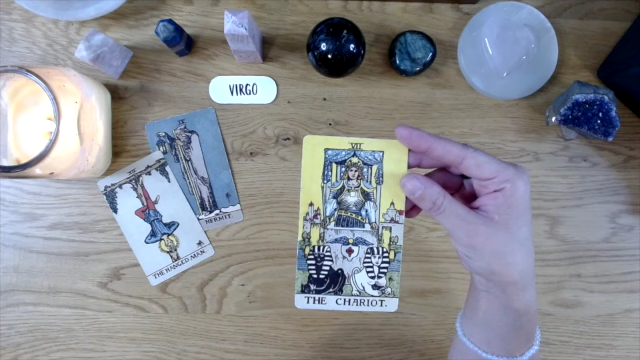 VIRGO
VII
THE CHARIOT.
HERMIT.
THE HANGED MAN.